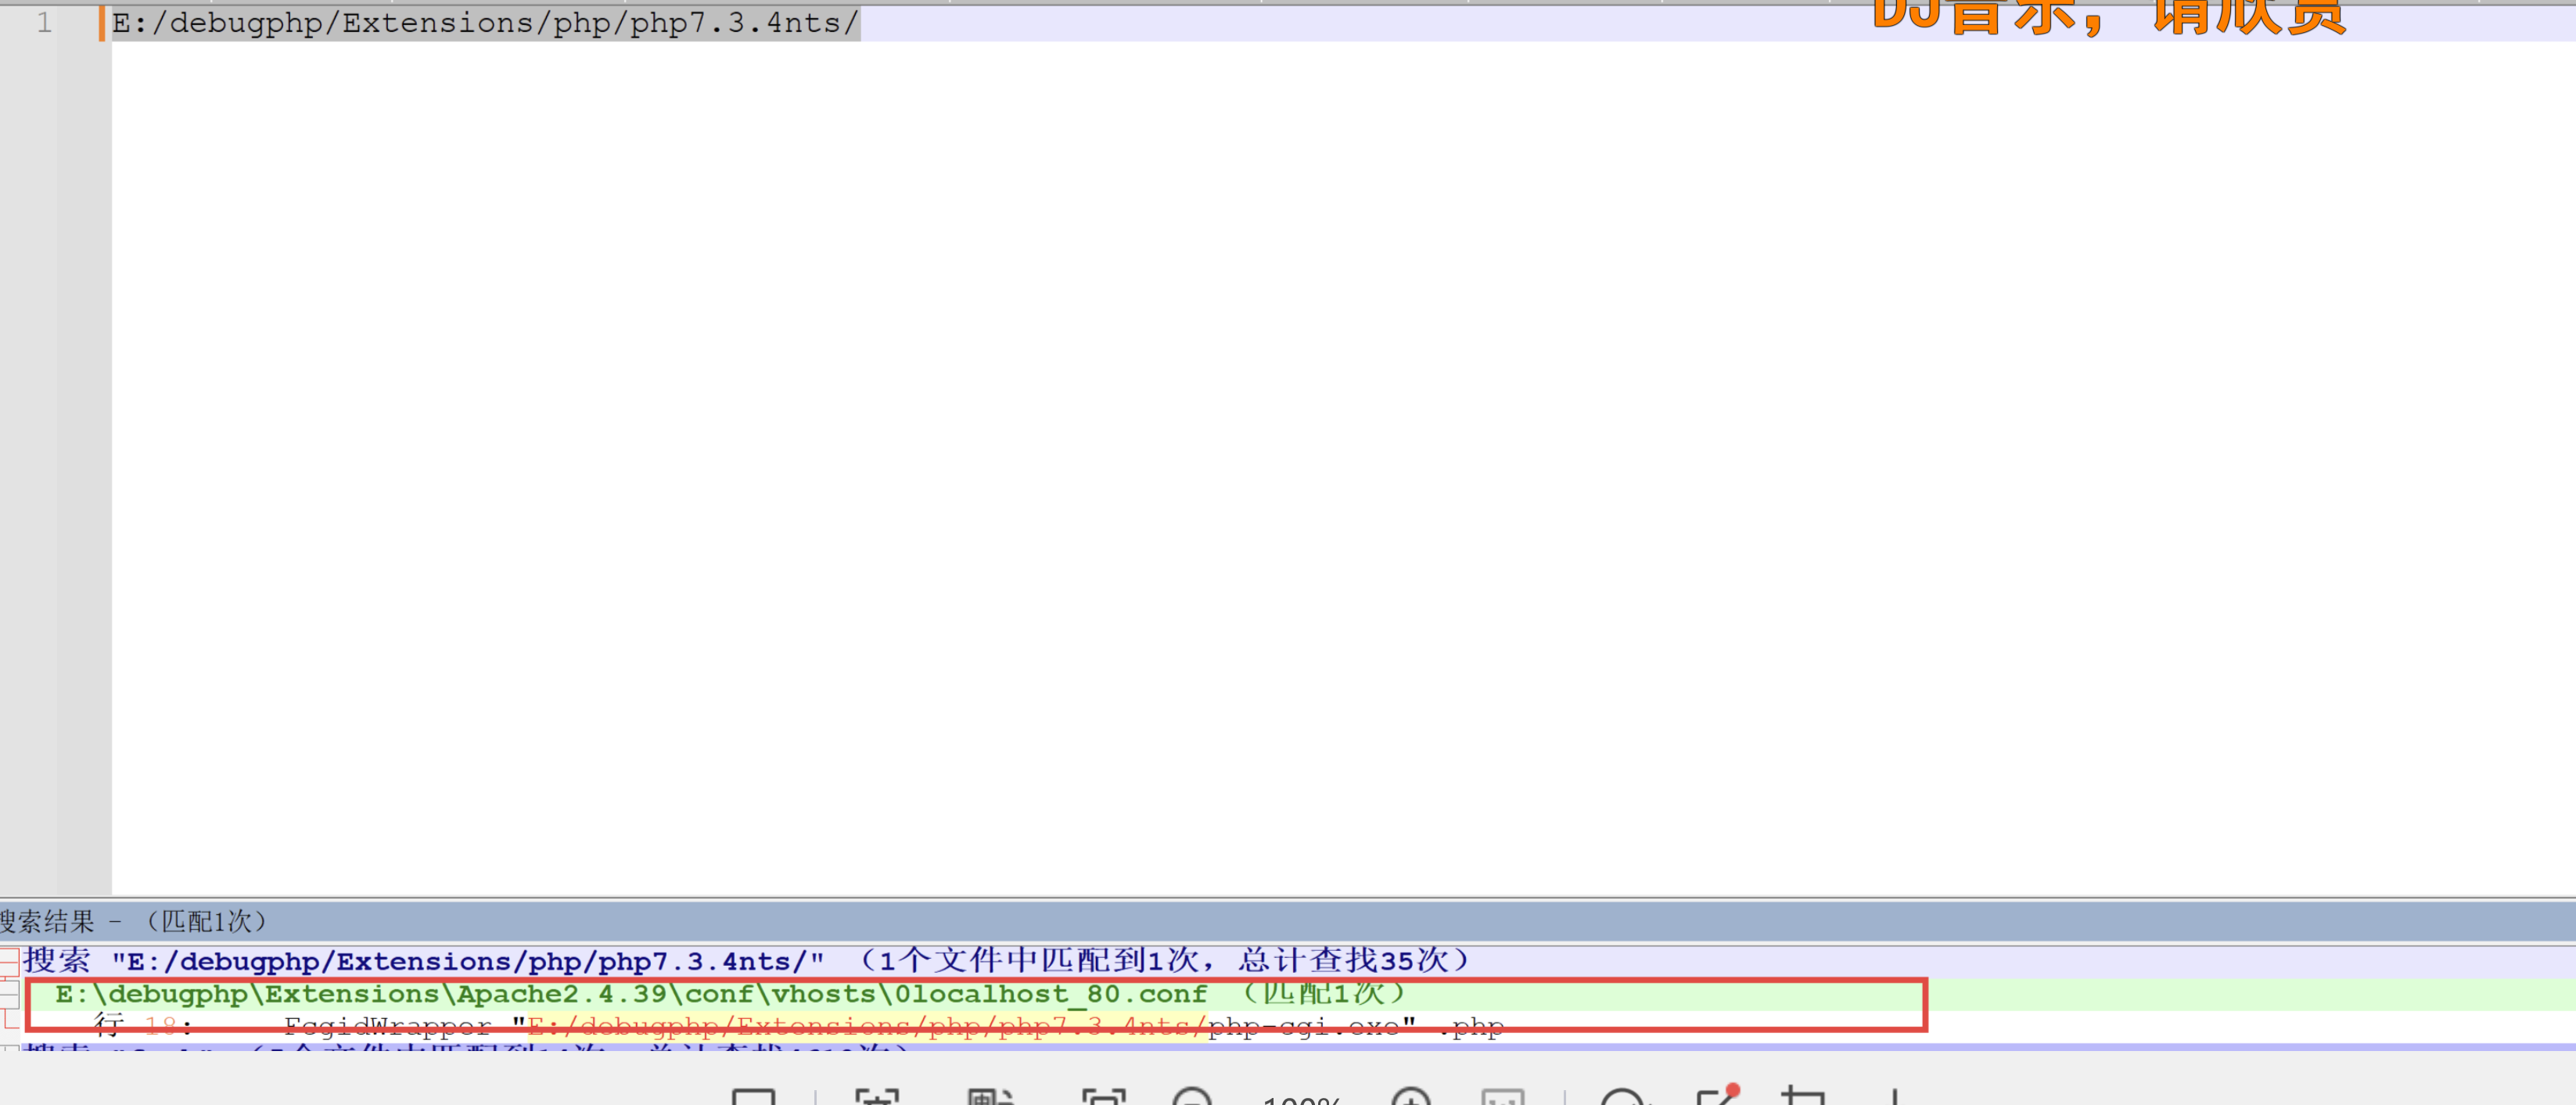 DJ音乐，请欣赏
1 E:/debugphp/Extensions/php/php7.3.4nts/
搜索结果 - （匹配1次）
搜索 "E:/debugphp/Extensions/php/php7.3.4nts/" （1个文件中匹配到1次，总计查找35次）
E:\debugphp\Extensions\Apache2.4.39\conf\vhosts\0localhost_80.conf （匹配1次）
行 18: FcgidWrapper "E:/debugphp/Extensions/php/php7.3.4nts/php-cgi.exe" .php
100%